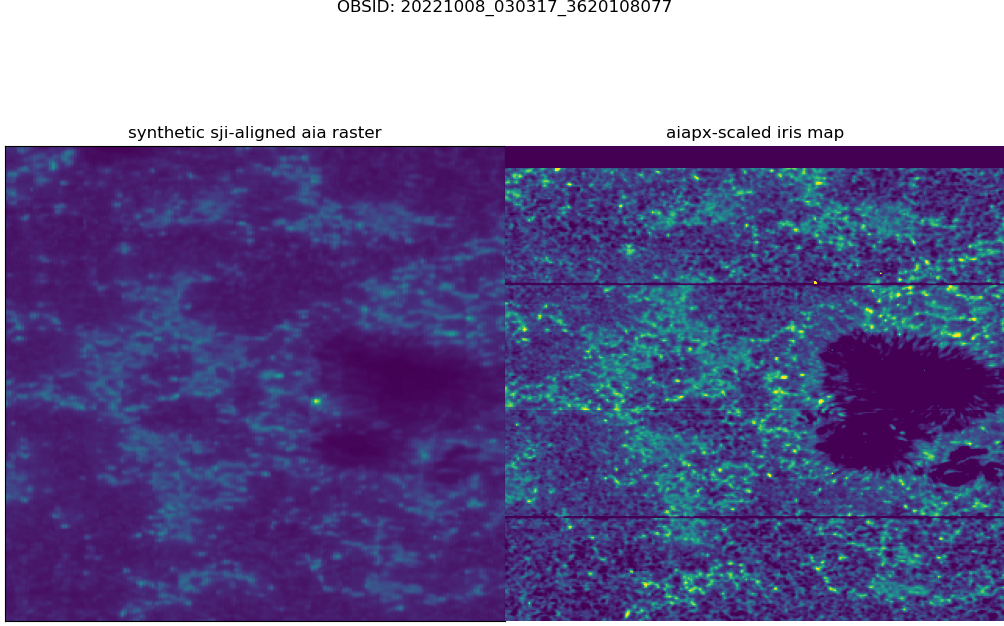 OBSID: 20221008_030317_3620108077
synthetic sji-aligned aia raster
aiapx-scaled iris map